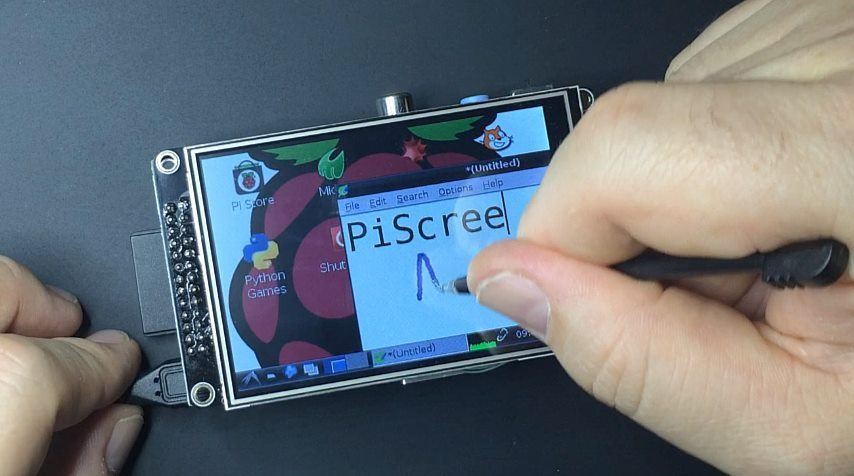 Pi Store
*(Untitled)
File Edit Search Options Help
PiScree
Python
Games
*(Untitled)